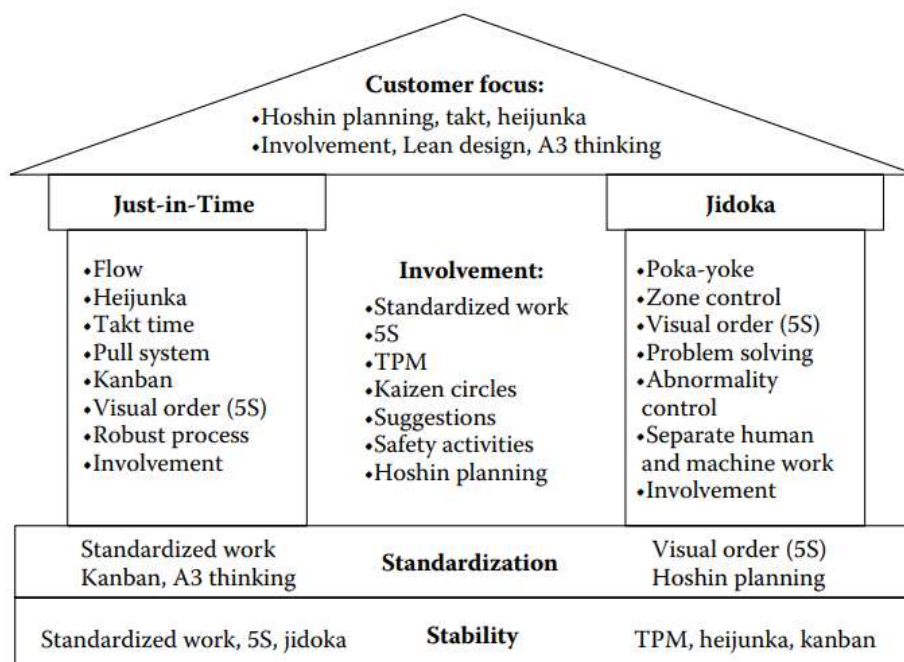 Customer focus:
•Hoshin planning, takt, heijunka
•Involvement, Lean design, A3 thinking
Just-in-Time
•Flow
•Heijunka
•Takt time
•Pull system
•Kanban
•Visual order (5S)
•Robust process
•Involvement
Involvement:
•Standardized work
•5S
•TPM
•Kaizen circles
•Suggestions
•Safety activities
•Hoshin planning
Jidoka
•Poka-yoke
•Zone control
•Visual order (5S)
•Problem solving
•Abnormality
control
•Separate human
and machine work
•Involvement
Standardized work
Kanban, A3 thinking
Standardization
Visual order (5S)
Hoshin planning
Standardized work, 5S, jidoka
Stability
TPM, heijunka, kanban